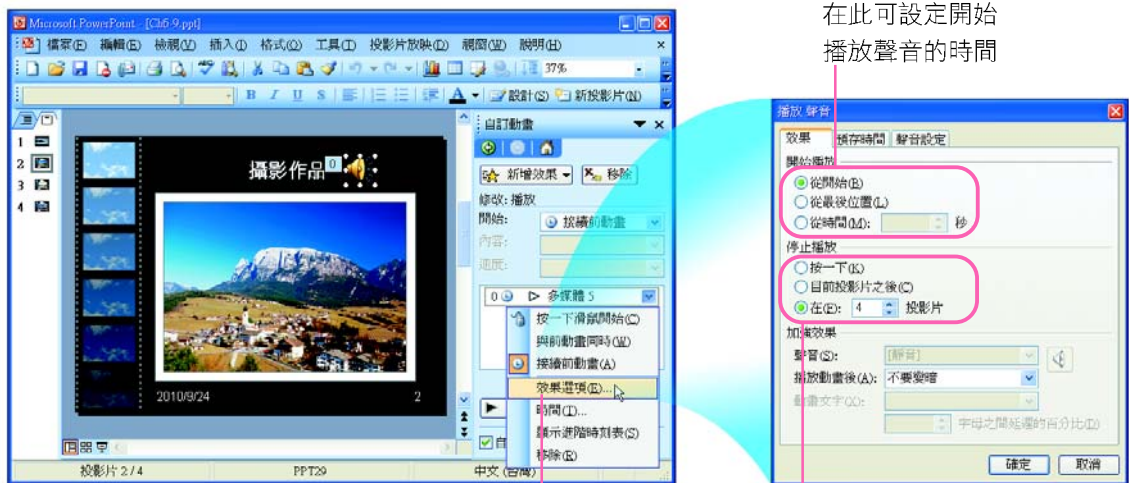 在此可設定開始
播放聲音的時間
Microsoft PowerPoint - [Ch6-9.ppt]
檔案(F) 編輯(E) 檢視(V) 插入(I) 格式(O) 工具(T) 投影片放映(D) 視窗(W) 說明(H)
37%
B I U S A 設計(S) 新投影片(N)
1
2
3
4
攝影作品
0
2010/9/24
2
自訂動畫
新增效果 移除
修改: 播放
開始: 接續前動畫
內容:
速度:
0 多媒體 5
按一下滑鼠開始(C)
與前動畫同時(W)
接續前動畫(A)
效果選項(E)...
時間(T)...
顯示進階時刻表(S)
移除(R)
自
投影片 2 / 4 PPT29 中文 (台灣)
播放 聲音
效果 預存時間 聲音設定
開始播放
從開始(B)
從最後位置(L)
從時間(M): 秒
停止播放
按一下(K)
目前投影片之後(C)
在(F): 4 投影片
加強效果
聲音(S): [靜音]
播放動畫後(A): 不要變暗
動畫文字(X):
字母之間延遲的百分比(D)
確定 取消